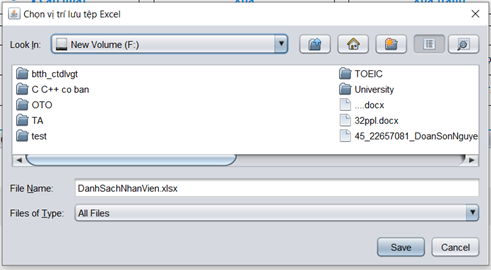 Chọn vị trí lưu tệp Excel
Look In:
New Volume (F:)
btth_ctdlvgt
C C++ co ban
OTO
TA
test
TOEIC
University
....docx
32ppl.docx
45_22657081_DoanSonNguye
File Name:
DanhSachNhanVien.xlsx
Files of Type:
All Files
Save
Cancel